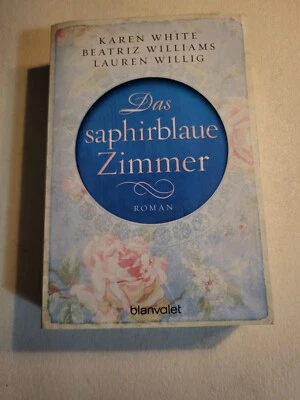 KAREN WHITE
BEATRIZ WILLIAMS
LAUREN WILLIG
Das
saphirblaue
Zimmer
ROMAN
blanvalet